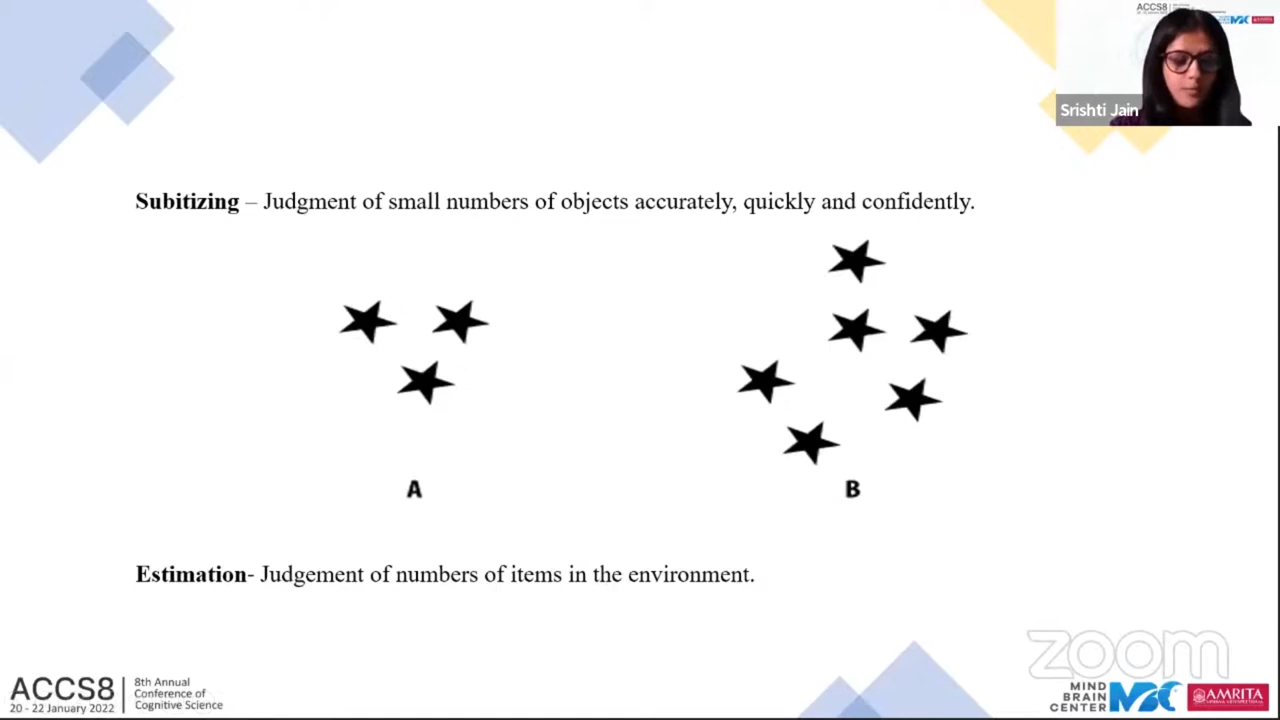 ACCS8
Srishti Jain
Subitizing – Judgment of small numbers of objects accurately, quickly and confidently.
A
B
Estimation- Judgement of numbers of items in the environment.
zoom
ACCS8
20 - 22 January 2022
8th Annual
Conference of
Cognitive Science
MIND
BRAIN
CENTER
MBC
AMRITA